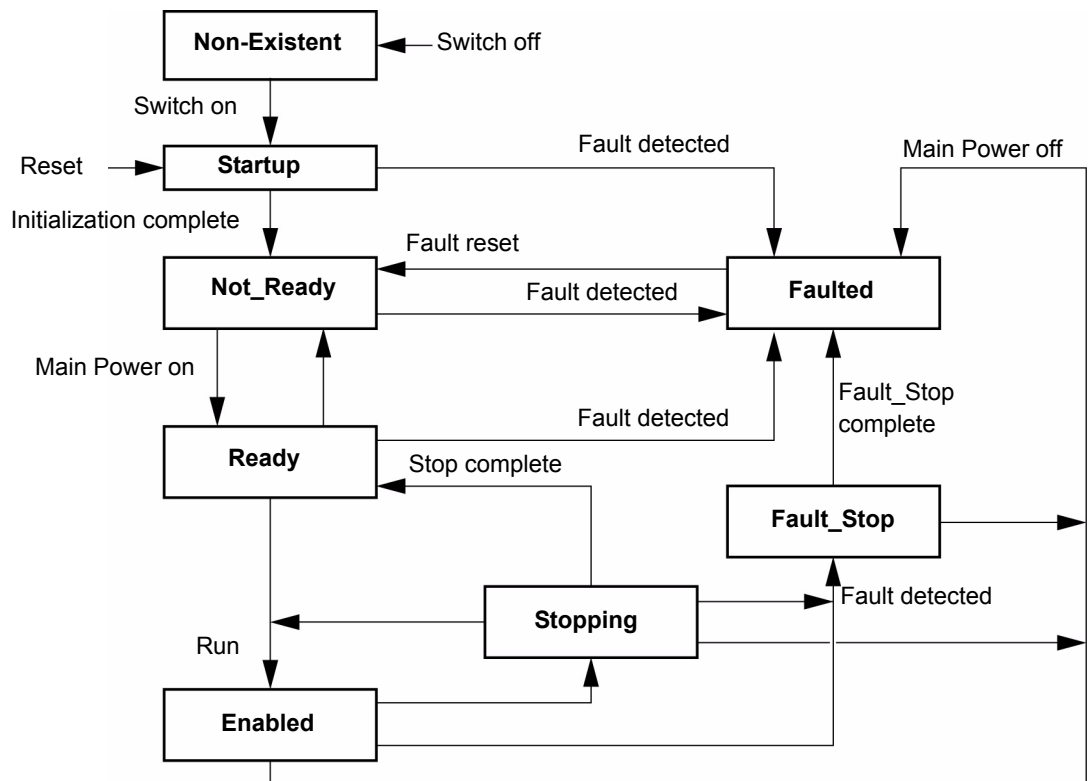 Non-Existent
Switch off
Switch on
Fault detected
Main Power off
Reset
Startup
Initialization complete
Fault reset
Not_Ready
Fault detected
Faulted
Main Power on
Fault_Stop
complete
Fault detected
Ready
Stop complete
Fault_Stop
Fault detected
Stopping
Run
Enabled